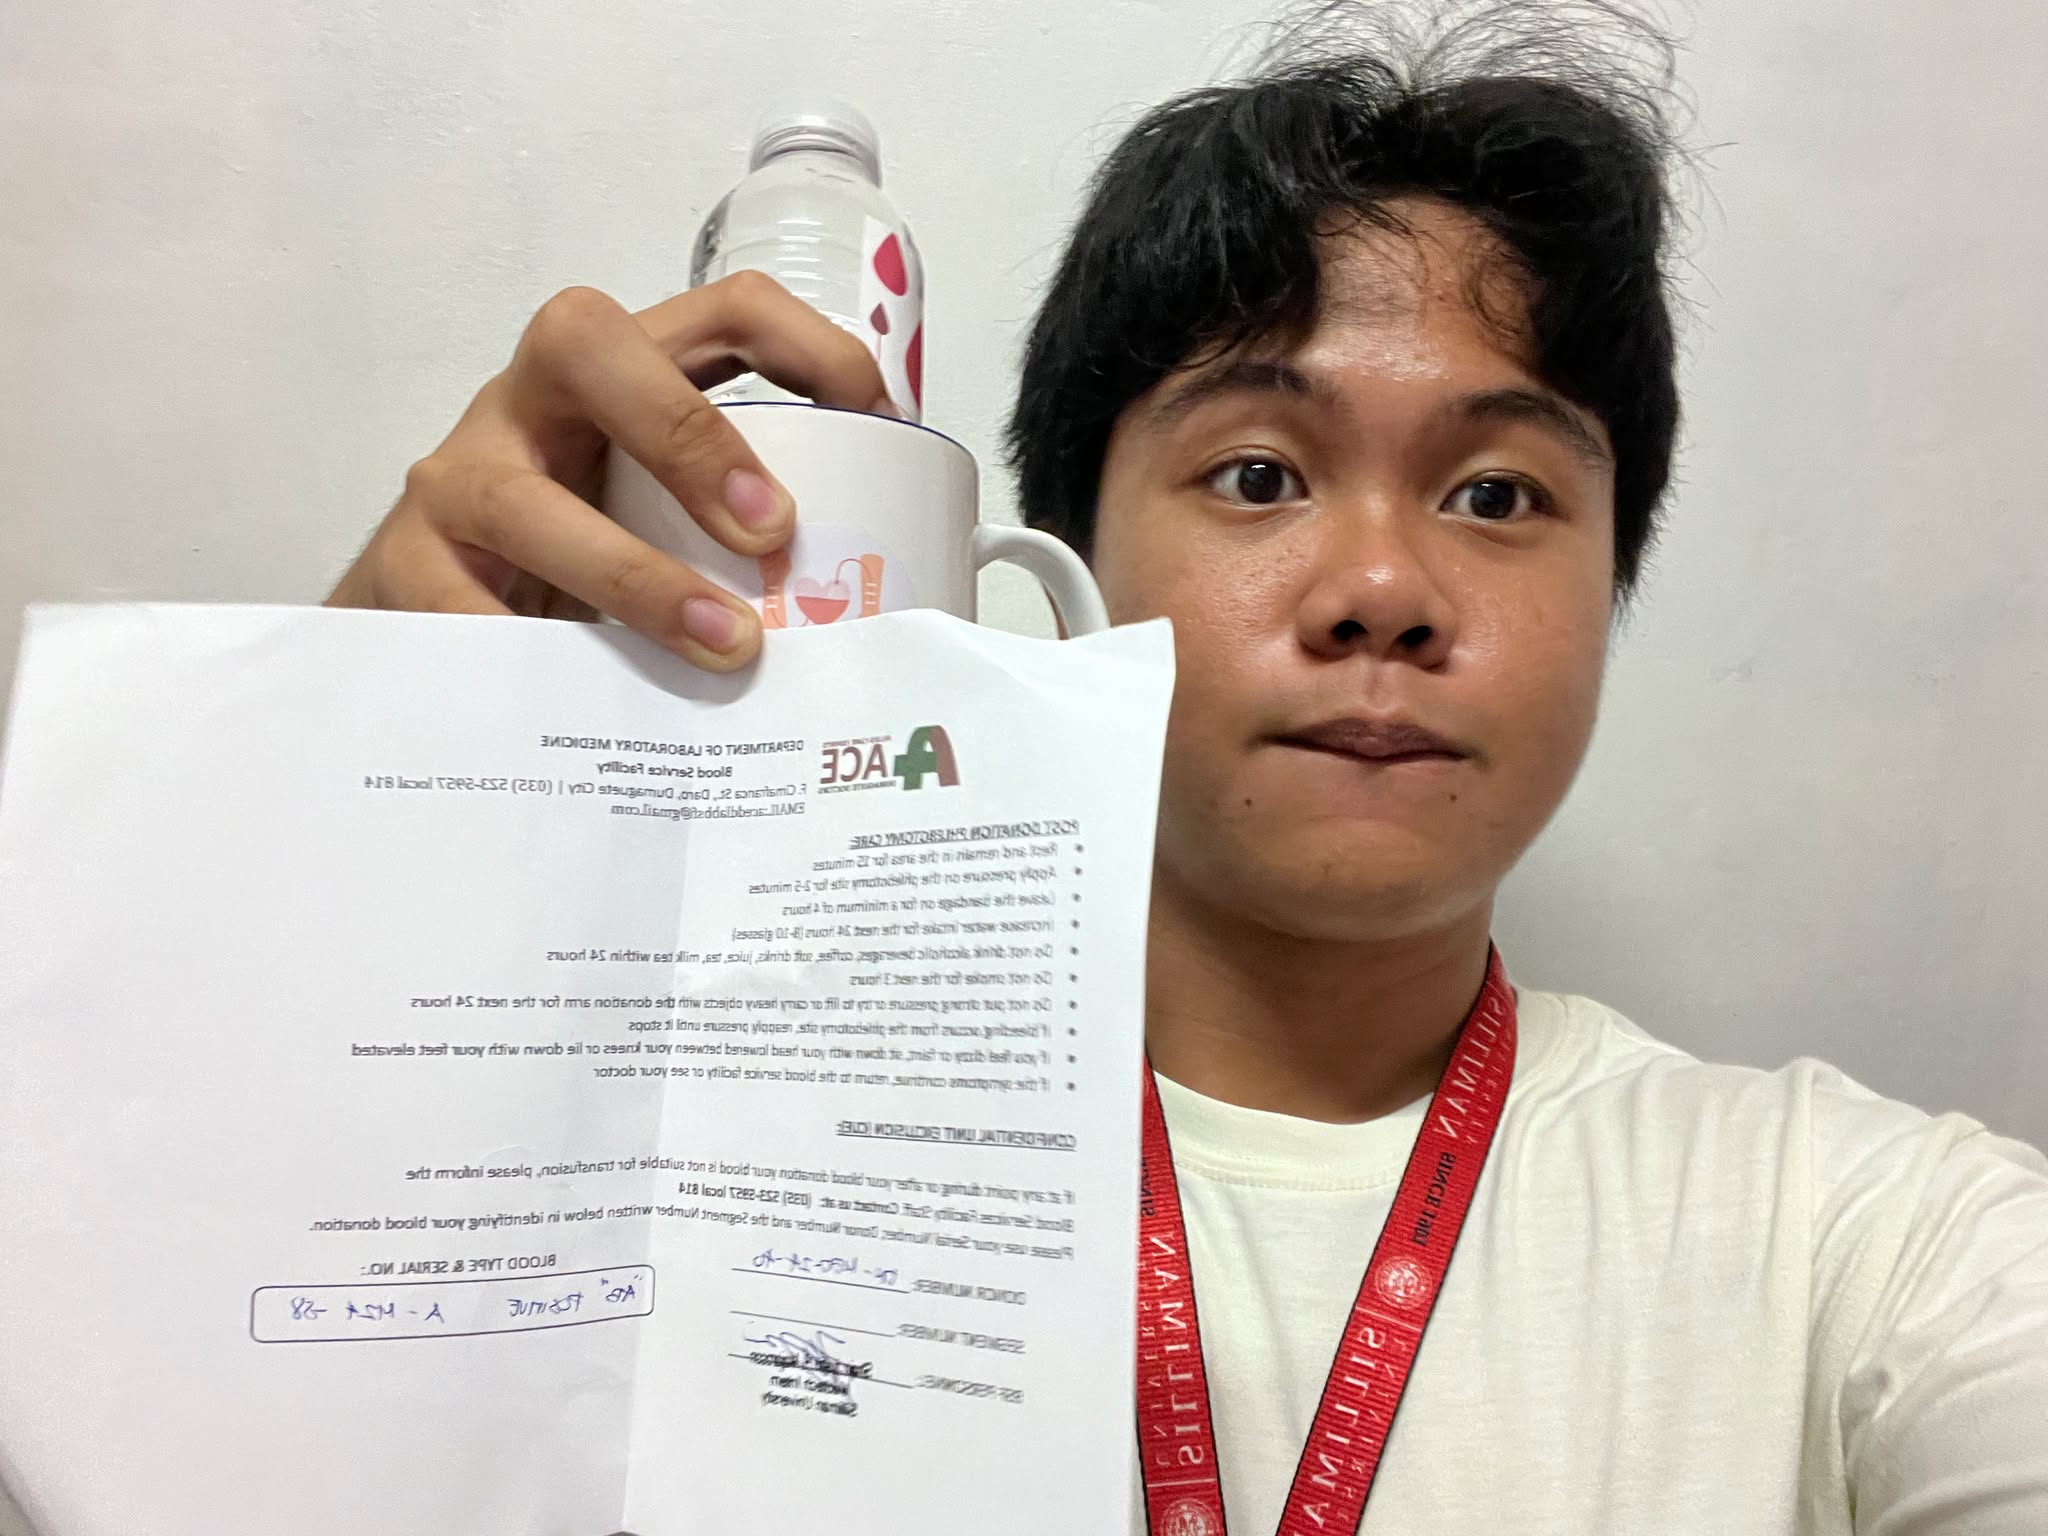 ACE
DUMAGUETE DOCTORS
DEPARTMENT OF LABORATORY MEDICINE
Blood Service Facility
F. Cimafranca St., Daro, Dumaguete City | (035) 523-5957 local 814
EMAIL:aceddlabbsf@gmail.com
POST DONATION PHLEBOTOMY CARE:
• Rest and remain in the area for 15 minutes
• Apply pressure on the phlebotomy site for 2-5 minutes
• Leave the bandage on for a minimum of 4 hours
• Increase water intake for the next 24 hours (8-10 glasses)
• Do not drink alcoholic beverages, coffee, soft drinks, juice, tea, milk tea within 24 hours
• Do not smoke for the next 3 hours
• Do not put strong pressure or try to lift or carry heavy objects with the donation arm for the next 24 hours
• If bleeding occurs from the phlebotomy site, reapply pressure until it stops
• If you feel dizzy or faint, sit down with your head lowered between your knees or lie down with your feet elevated
• If the symptoms continue, return to the blood service facility or see your doctor
CONFIDENTIAL UNIT EXCLUSION (CUE):
If at any point during or after your blood donation your blood is not suitable for transfusion, please inform the
Blood Services Facility Staff. Contact us at: (035) 523-5957 local 814
Please use your Serial Number, Donor Number and the Segment Number written below in identifying your blood donation.
DONOR NUMBER:
BLOOD TYPE & SERIAL NO.:
"AB" POSITIVE
SEGMENT NUMBER:
BSF PERSONNEL:
Medtech Intern
Silliman University
SILLIMAN
SINCE 1901
SILLIMAN
SILLIMAN